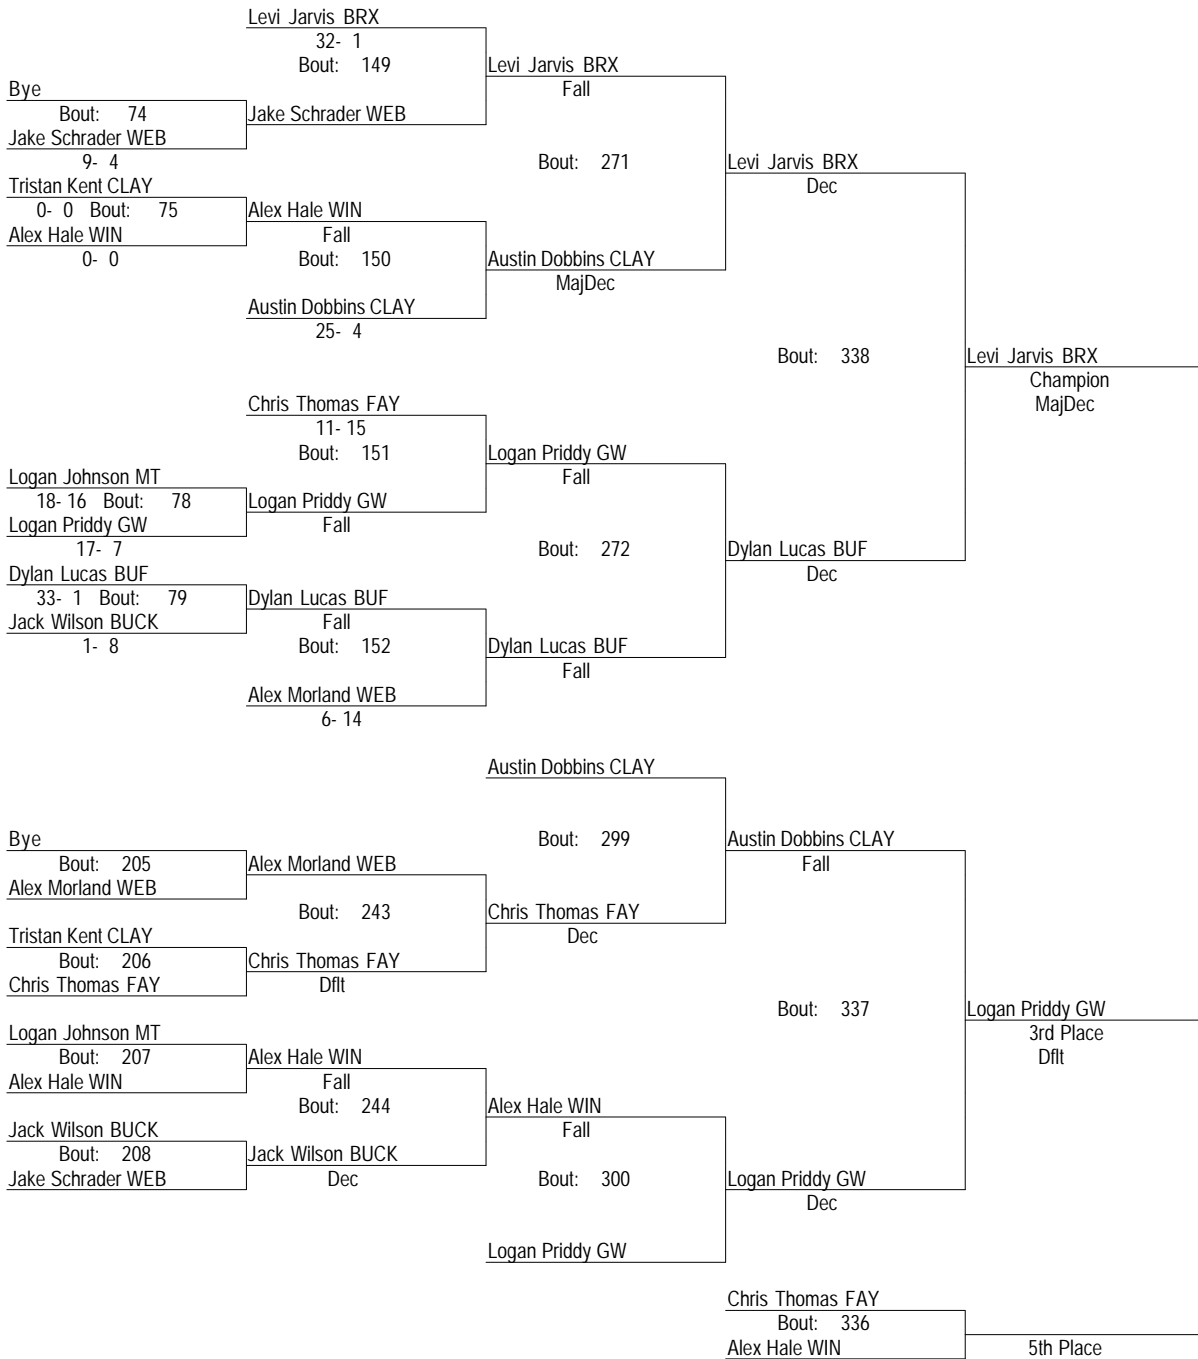 Levi Jarvis BRX
32- 1
Bout: 149
Levi Jarvis BRX
Fall
Bye
Bout: 74
Jake Schrader WEB
Jake Schrader WEB
9- 4
Bout: 271
Levi Jarvis BRX
Dec
Tristan Kent CLAY
0- 0 Bout: 75
Alex Hale WIN
Alex Hale WIN
Fall
0- 0
Bout: 150
Austin Dobbins CLAY
MajDec
Austin Dobbins CLAY
25- 4
Bout: 338
Levi Jarvis BRX
Champion
MajDec
Chris Thomas FAY
11- 15
Bout: 151
Logan Priddy GW
Fall
Logan Johnson MT
18- 16 Bout: 78
Logan Priddy GW
Logan Priddy GW
Fall
17- 7
Bout: 272
Dylan Lucas BUF
Dec
Dylan Lucas BUF
33- 1 Bout: 79
Dylan Lucas BUF
Jack Wilson BUCK
Fall
1- 8
Bout: 152
Dylan Lucas BUF
Fall
Alex Morland WEB
6- 14
Austin Dobbins CLAY
Bye
Bout: 299
Austin Dobbins CLAY
Fall
Bout: 205
Alex Morland WEB
Alex Morland WEB
Bout: 243
Chris Thomas FAY
Dec
Tristan Kent CLAY
Bout: 206
Chris Thomas FAY
Chris Thomas FAY
Dflt
Bout: 337
Logan Priddy GW
3rd Place
Dflt
Logan Johnson MT
Bout: 207
Alex Hale WIN
Alex Hale WIN
Fall
Bout: 244
Alex Hale WIN
Fall
Jack Wilson BUCK
Bout: 208
Jack Wilson BUCK
Jake Schrader WEB
Dec
Bout: 300
Logan Priddy GW
Dec
Logan Priddy GW
Chris Thomas FAY
Bout: 336
Alex Hale WIN
5th Place